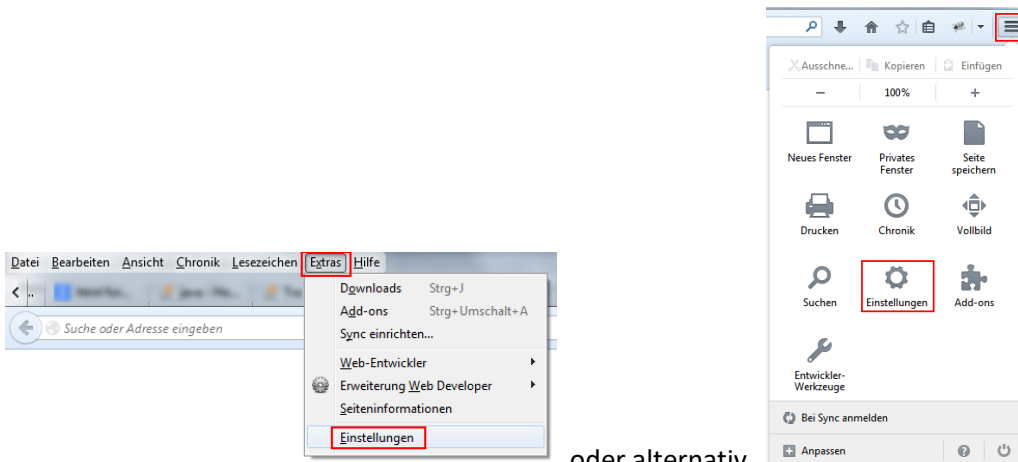 Datei Bearbeiten Ansicht Chronik Lesezeichen Extras Hilfe
Suche oder Adresse eingeben
Downloads Strg+J
Add-ons Strg+Umschalt+A
Sync einrichten...
Web-Entwickler
Erweiterung Web Developer
Seiteninformationen
Einstellungen
oder alternativ
Ausschne... Kopieren Einfügen
− 100% +
Neues Fenster
Privates
Fenster
Seite
speichern
Drucken Chronik Vollbild
Suchen Einstellungen Add-ons
Entwickler-
Werkzeuge
Bei Sync anmelden
Anpassen